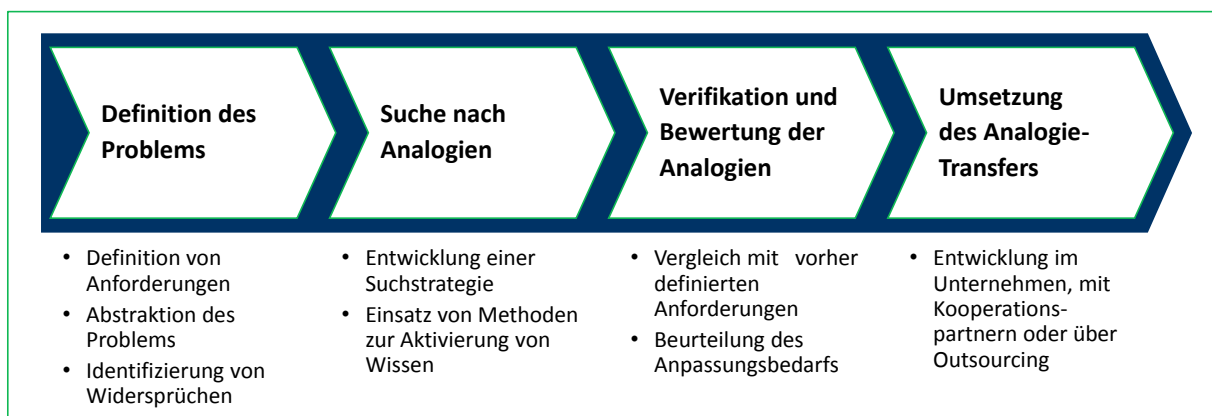 Definition des
Problems
Suche nach
Analogien
Verifikation und
Bewertung der
Analogien
Umsetzung
des Analogie-
Transfers
• Definition von
Anforderungen
• Abstraktion des
Problems
• Identifizierung von
Widersprüchen
• Entwicklung einer
Suchstrategie
• Einsatz von Methoden
zur Aktivierung von
Wissen
• Vergleich mit vorher
definierten
Anforderungen
• Beurteilung des
Anpassungsbedarfs
• Entwicklung im
Unternehmen, mit
Kooperations-
partnern oder über
Outsourcing